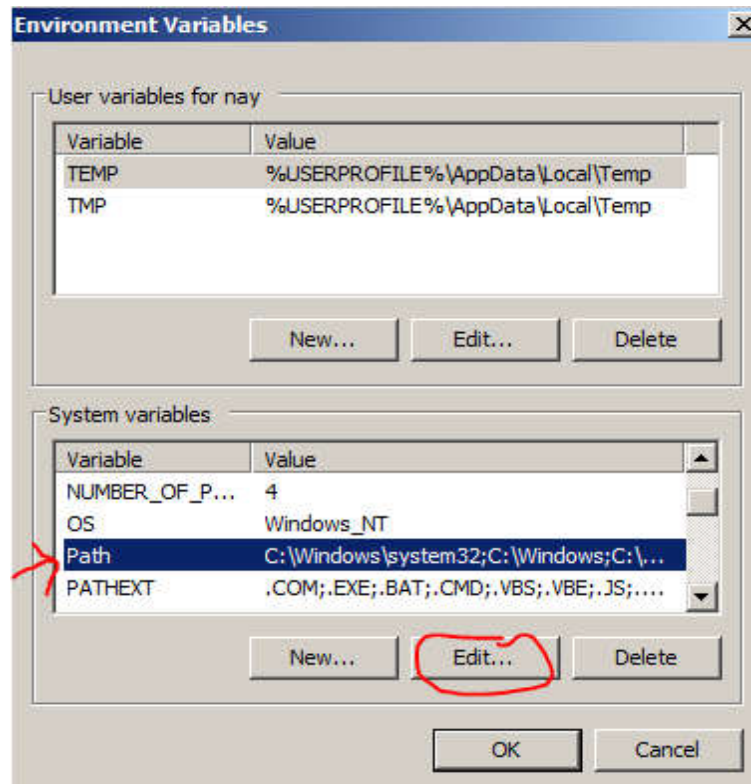 Environment Variables
User variables for nay
Variable Value
TEMP %USERPROFILE%\AppData\Local\Temp
TMP %USERPROFILE%\AppData\Local\Temp
New... Edit... Delete
System variables
Variable Value
NUMBER_OF_P... 4
OS Windows_NT
Path C:\Windows\system32;C:\Windows;C:\...
PATHEXT .COM;.EXE;.BAT;.CMD;.VBS;.VBE;.JS;....
New... Edit... Delete
OK Cancel